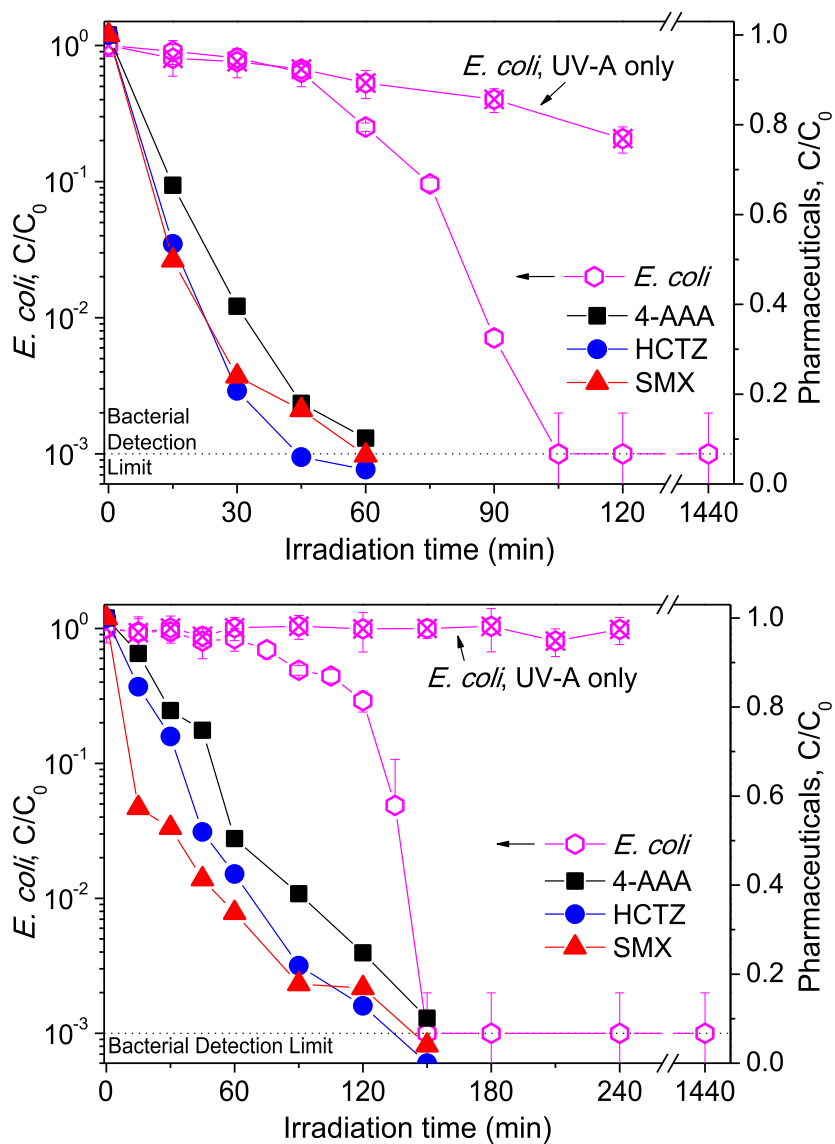 10⁰
10⁻¹
10⁻²
10⁻³
E. coli, C/C₀
1.0
0.8
0.6
0.4
0.2
0.0
Pharmaceuticals, C/C₀
E. coli, UV-A only
E. coli
4-AAA
HCTZ
SMX
Bacterial
Detection
Limit
0 30 60 90 120 1440
Irradiation time (min)
10⁰
10⁻¹
10⁻²
10⁻³
E. coli, C/C₀
1.0
0.8
0.6
0.4
0.2
0.0
Pharmaceuticals, C/C₀
E. coli, UV-A only
E. coli
4-AAA
HCTZ
SMX
Bacterial Detection Limit
0 60 120 180 240 1440
Irradiation time (min)